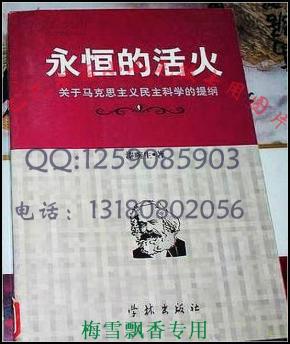 永恒的活火
关于马克思主义民主科学的提纲
QQ:1259085903
电话：13180802056
学林出版社
梅雪飘香专用